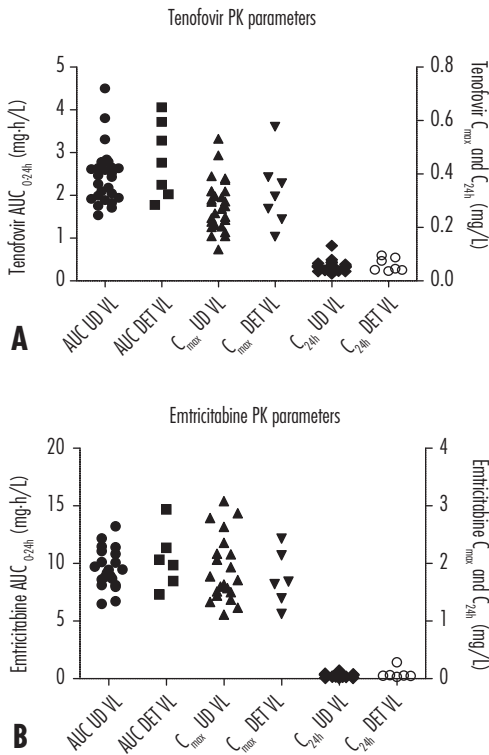 Tenofovir PK parameters
Tenofovir AUC0-24h (mg·h/L)
5
4
3
2
1
0
0.8
0.6
0.4
0.2
0.0
Tenofovir Cmax
and C24h (mg/L)
AUC UD VL
AUC DET VL
Cmax UD VL
Cmax DET VL
C24h UD VL
C24h DET VL
A
Emtricitabine PK parameters
Emtricitabine AUC0-24h (mg·h/L)
20
15
10
5
0
4
3
2
1
0
Emtricitabine Cmax
and C24h (mg/L)
AUC UD VL
AUC DET VL
Cmax UD VL
Cmax DET VL
C24h UD VL
C24h DET VL
B